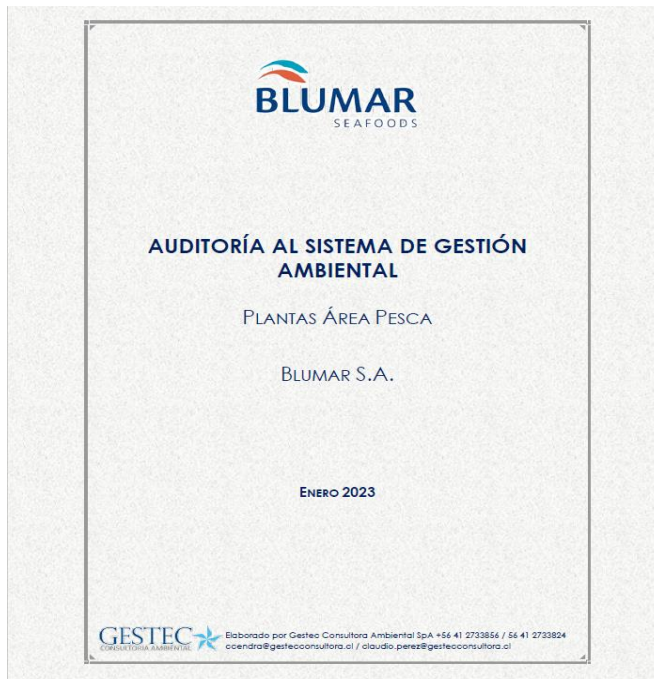 BLUMAR
SEAFOODS
AUDITORÍA AL SISTEMA DE GESTIÓN
AMBIENTAL
PLANTAS ÁREA PESCA
BLUMAR S.A.
ENERO 2023
GESTEC
CONSULTORIA AMBIENTAL
Elaborado por Gestec Consultora Ambiental SpA +56 41 2733856 / 56 41 2733824
ccendra@gestecconsultora.cl / claudio.perez@gestecconsultora.cl